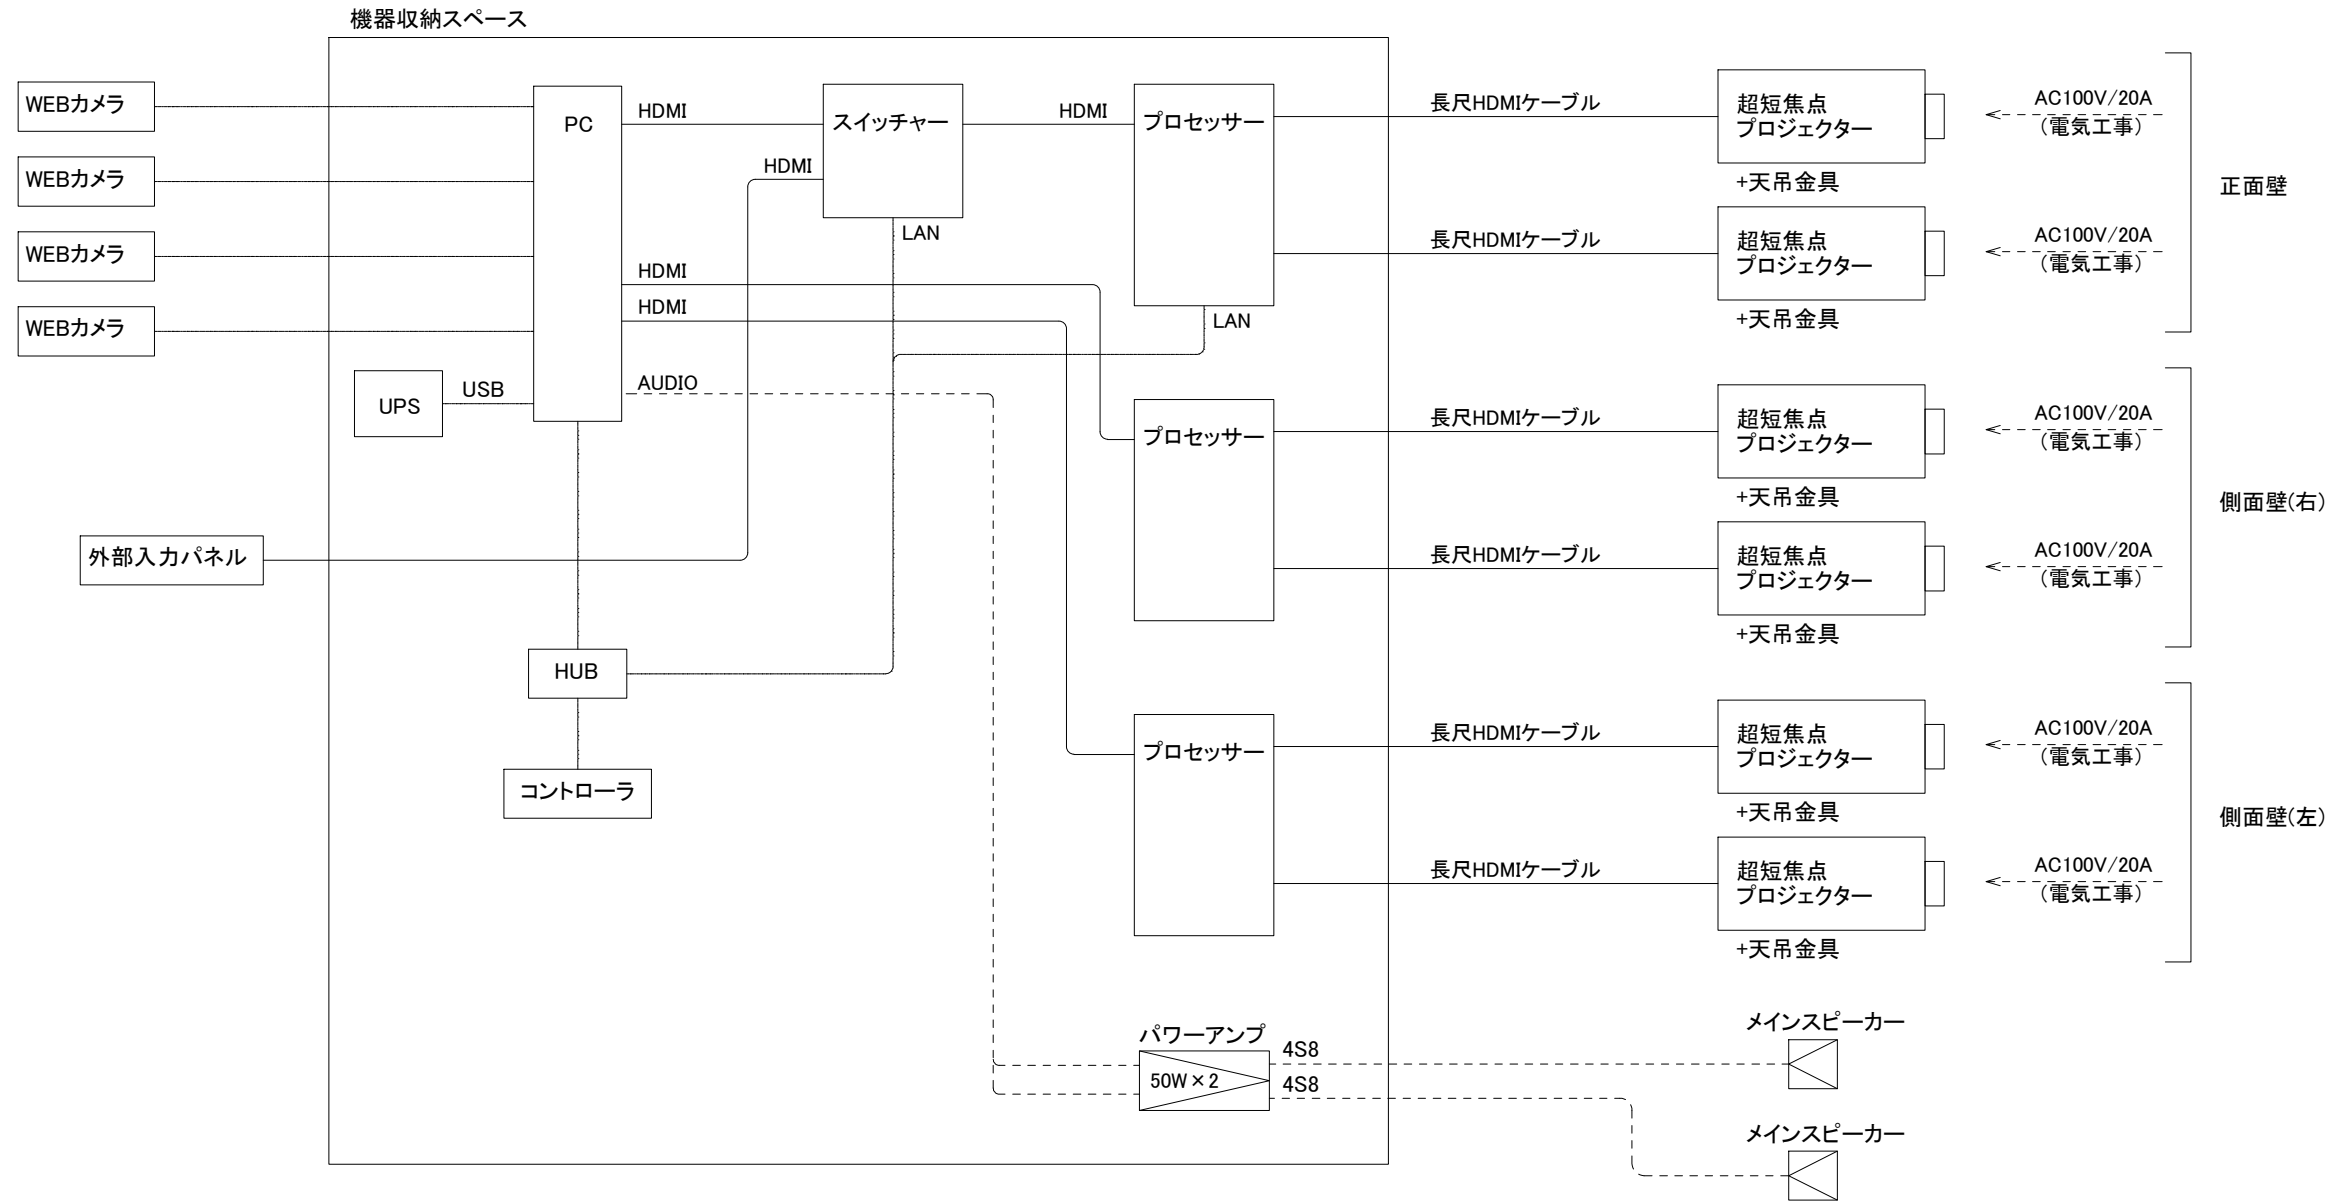 機器収納スペース
WEBカメラ
WEBカメラ
WEBカメラ
WEBカメラ
PC
HDMI
スイッチャー
HDMI
HDMI
LAN
プロセッサー
LAN
HDMI
HDMI
AUDIO
UPS
USB
外部入力パネル
HUB
コントローラ
プロセッサー
プロセッサー
長尺HDMIケーブル
超短焦点
プロジェクター
+天吊金具
AC100V/20A
(電気工事)
長尺HDMIケーブル
超短焦点
プロジェクター
+天吊金具
AC100V/20A
(電気工事)
正面壁
長尺HDMIケーブル
超短焦点
プロジェクター
+天吊金具
AC100V/20A
(電気工事)
長尺HDMIケーブル
超短焦点
プロジェクター
+天吊金具
AC100V/20A
(電気工事)
側面壁(右)
長尺HDMIケーブル
超短焦点
プロジェクター
+天吊金具
AC100V/20A
(電気工事)
長尺HDMIケーブル
超短焦点
プロジェクター
+天吊金具
AC100V/20A
(電気工事)
側面壁(左)
パワーアンプ
50W×2
4S8
4S8
メインスピーカー
メインスピーカー